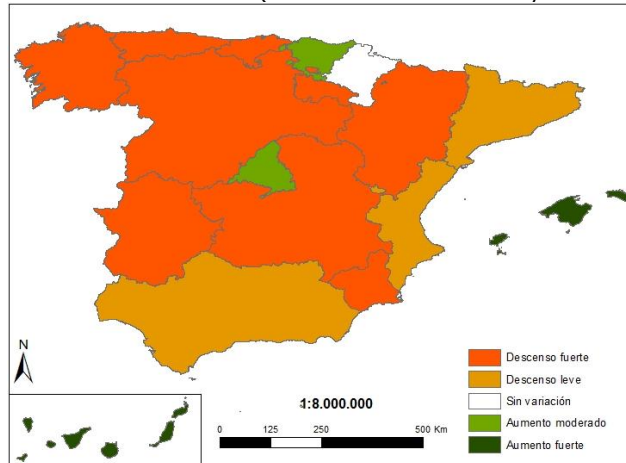 N
1:8.000.000
0 125 250 500 Km
Descenso fuerte
Descenso leve
Sin variación
Aumento moderado
Aumento fuerte